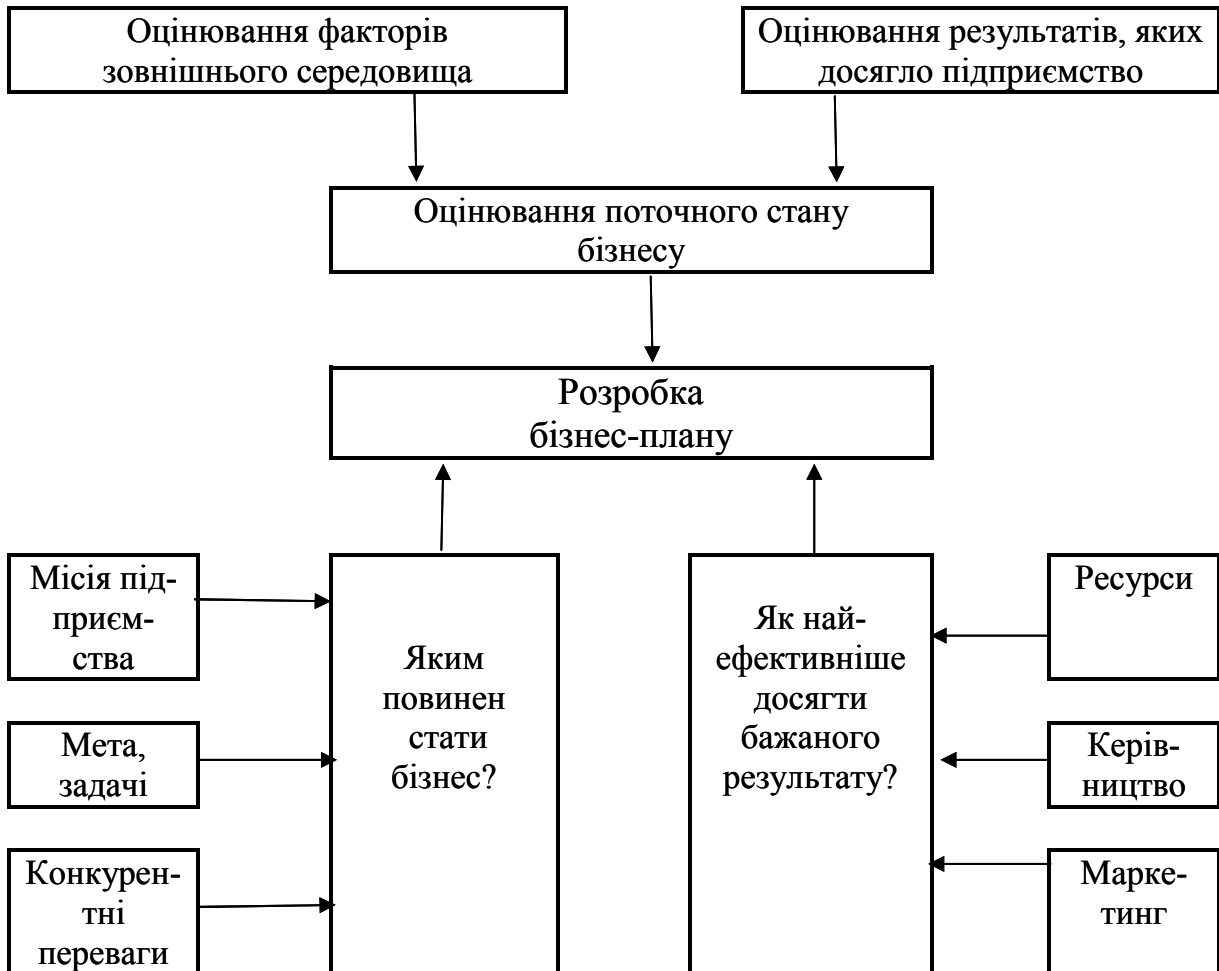 Оцінювання факторів
зовнішнього середовища
Оцінювання результатів, яких
досягло підприємство
Оцінювання поточного стану
бізнесу
Розробка
бізнес-плану
Місія під-
приєм-
ства
Мета,
задачі
Конкурен-
тні
переваги
Яким
повинен
стати
бізнес?
Як най-
ефективніше
досягти
бажаного
результату?
Ресурси
Керів-
ництво
Марке-
тинг